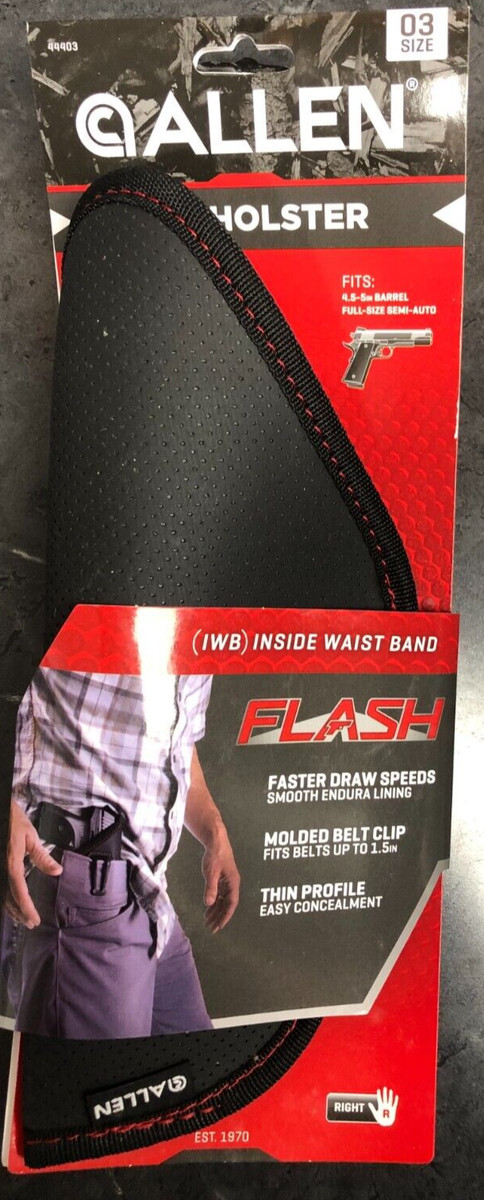 44403
03
SIZE
ALLEN®
HOLSTER
FITS:
4.5-5IN BARREL
FULL-SIZE SEMI-AUTO
(IWB) INSIDE WAIST BAND
FLASH
FASTER DRAW SPEEDS
SMOOTH ENDURA LINING
MOLDED BELT CLIP
FITS BELTS UP TO 1.5IN
THIN PROFILE
EASY CONCEALMENT
ALLEN
RIGHT R
EST. 1970